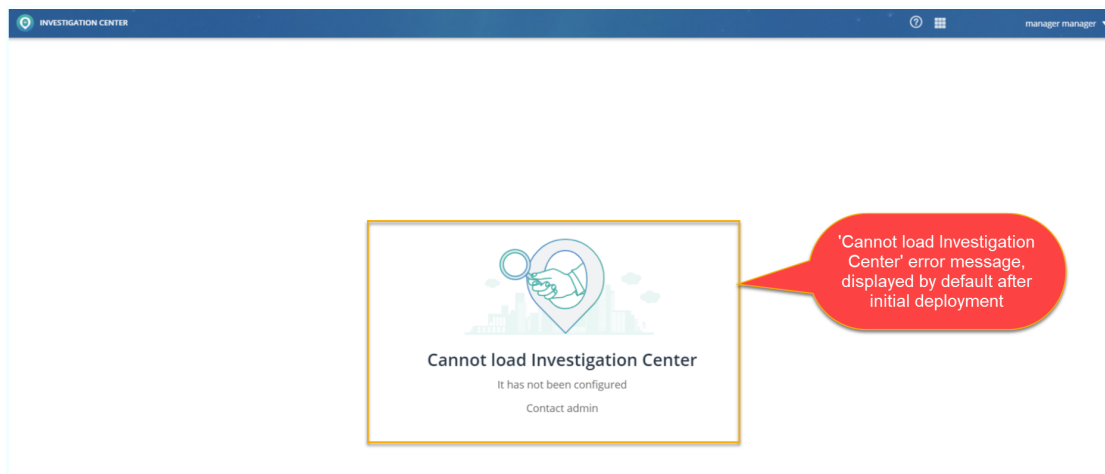 INVESTIGATION CENTER
manager manager
'Cannot load Investigation
Center' error message,
displayed by default after
initial deployment
Cannot load Investigation Center
It has not been configured
Contact admin